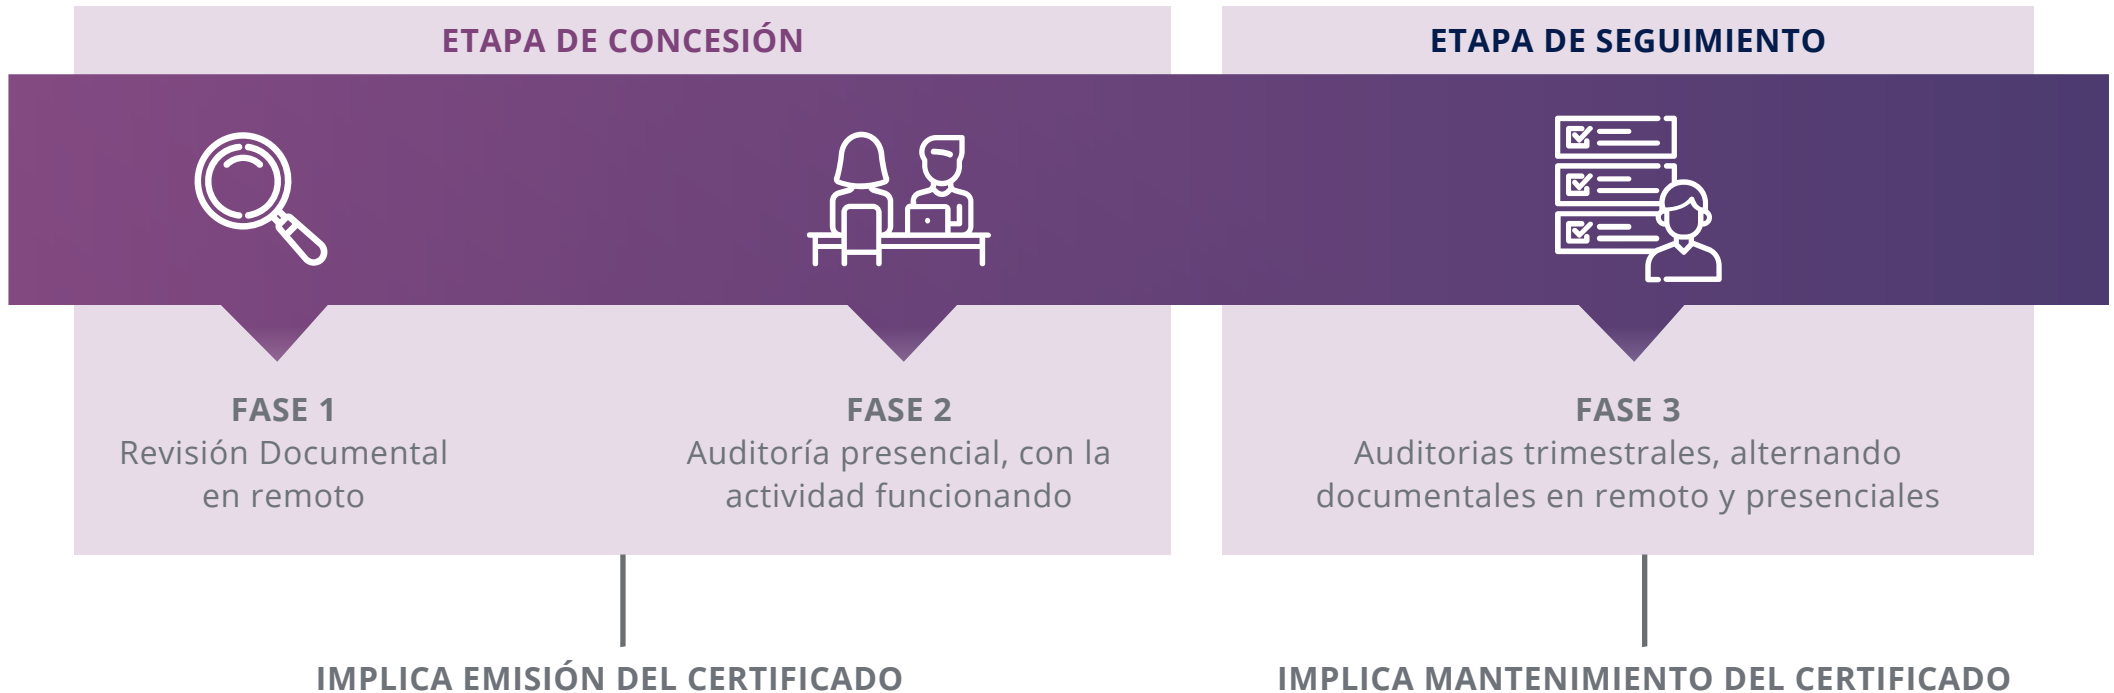 ETAPA DE CONCESIÓN
ETAPA DE SEGUIMIENTO
FASE 1
Revisión Documental
en remoto
FASE 2
Auditoría presencial, con la
actividad funcionando
FASE 3
Auditorias trimestrales, alternando
documentales en remoto y presenciales
IMPLICA EMISIÓN DEL CERTIFICADO
IMPLICA MANTENIMIENTO DEL CERTIFICADO